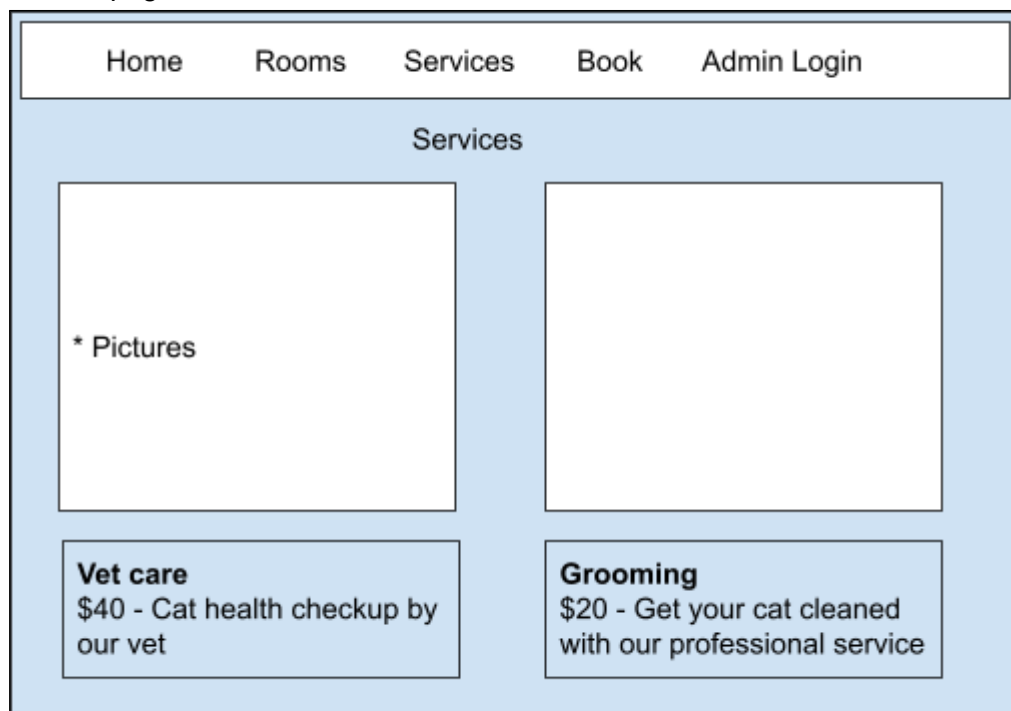 Home Rooms Services Book Admin Login
Services
* Pictures
Vet care
$40 - Cat health checkup by
our vet
Grooming
$20 - Get your cat cleaned
with our professional service